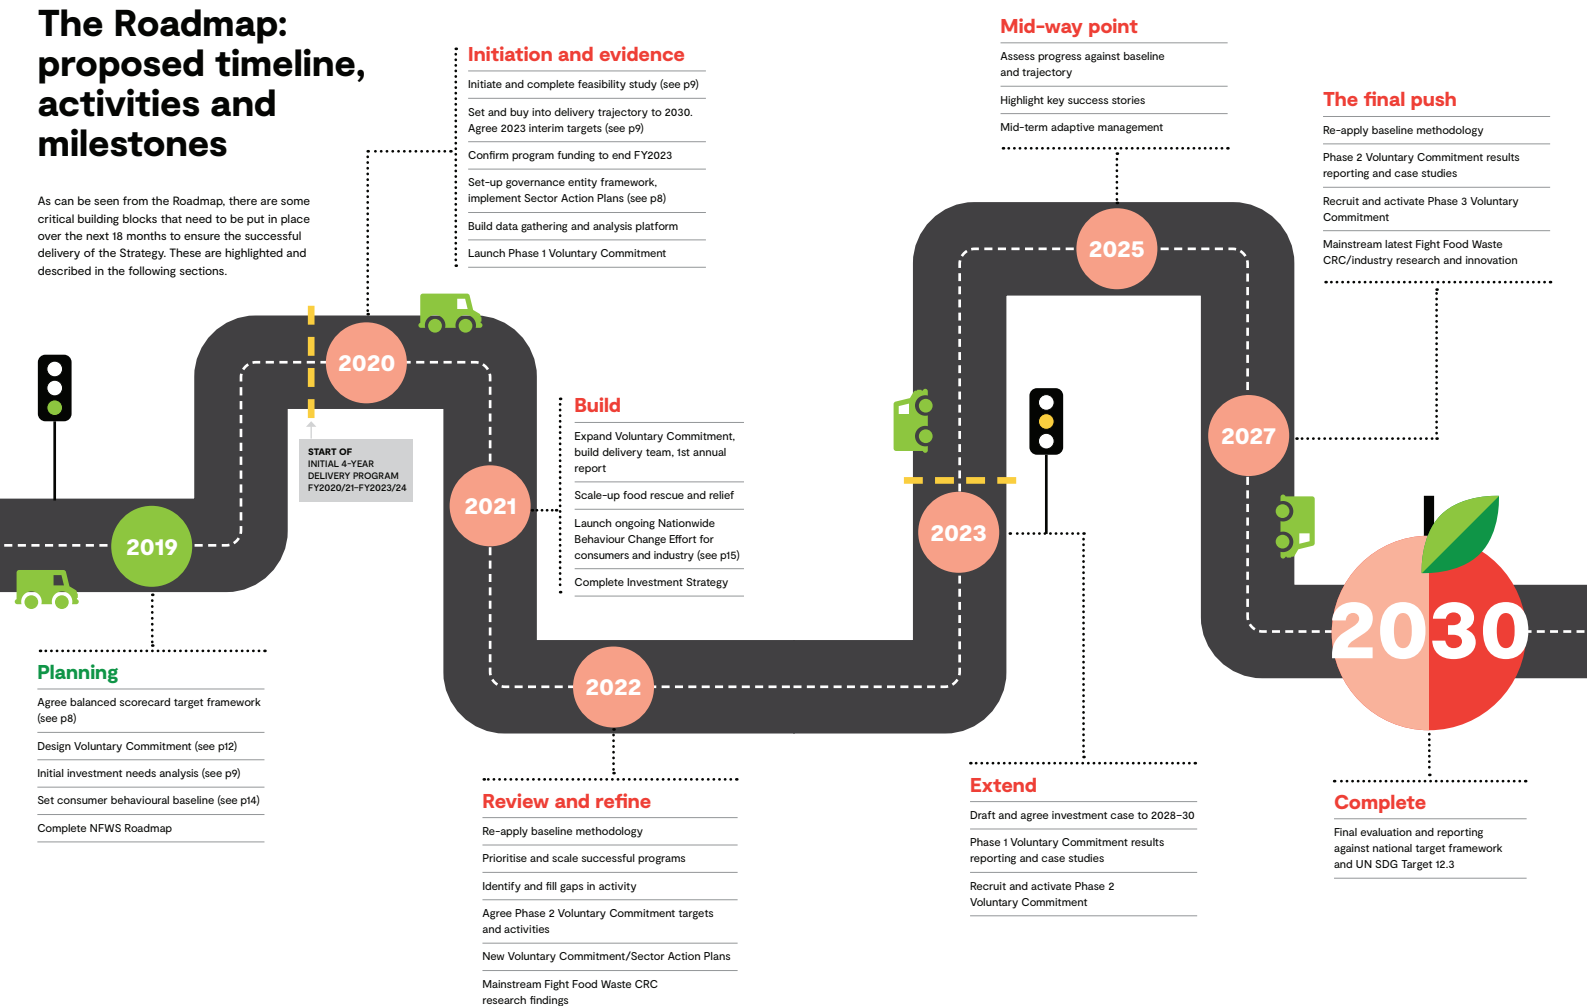 The Roadmap:
proposed timeline,
activities and
milestones
As can be seen from the Roadmap, there are some
critical building blocks that need to be put in place
over the next 18 months to ensure the successful
delivery of the Strategy. These are highlighted and
described in the following sections.
2019
Planning
Agree balanced scorecard target framework
(see p8)
Design Voluntary Commitment (see p12)
Initial investment needs analysis (see p9)
Set consumer behavioural baseline (see p14)
Complete NFWS Roadmap
START OF
INITIAL 4-YEAR
DELIVERY PROGRAM
FY2020/21–FY2023/24
2020
Initiation and evidence
Initiate and complete feasibility study (see p9)
Set and buy into delivery trajectory to 2030.
Agree 2023 interim targets (see p9)
Confirm program funding to end FY2023
Set-up governance entity framework,
implement Sector Action Plans (see p8)
Build data gathering and analysis platform
Launch Phase 1 Voluntary Commitment
2021
Build
Expand Voluntary Commitment,
build delivery team, 1st annual
report
Scale-up food rescue and relief
Launch ongoing Nationwide
Behaviour Change Effort for
consumers and industry (see p15)
Complete Investment Strategy
2022
Review and refine
Re-apply baseline methodology
Prioritise and scale successful programs
Identify and fill gaps in activity
Agree Phase 2 Voluntary Commitment targets
and activities
New Voluntary Commitment/Sector Action Plans
Mainstream Fight Food Waste CRC
research findings
2023
Extend
Draft and agree investment case to 2028–30
Phase 1 Voluntary Commitment results
reporting and case studies
Recruit and activate Phase 2
Voluntary Commitment
2025
Mid-way point
Assess progress against baseline
and trajectory
Highlight key success stories
Mid-term adaptive management
2027
The final push
Re-apply baseline methodology
Phase 2 Voluntary Commitment results
reporting and case studies
Recruit and activate Phase 3 Voluntary
Commitment
Mainstream latest Fight Food Waste
CRC/industry research and innovation
2030
Complete
Final evaluation and reporting
against national target framework
and UN SDG Target 12.3